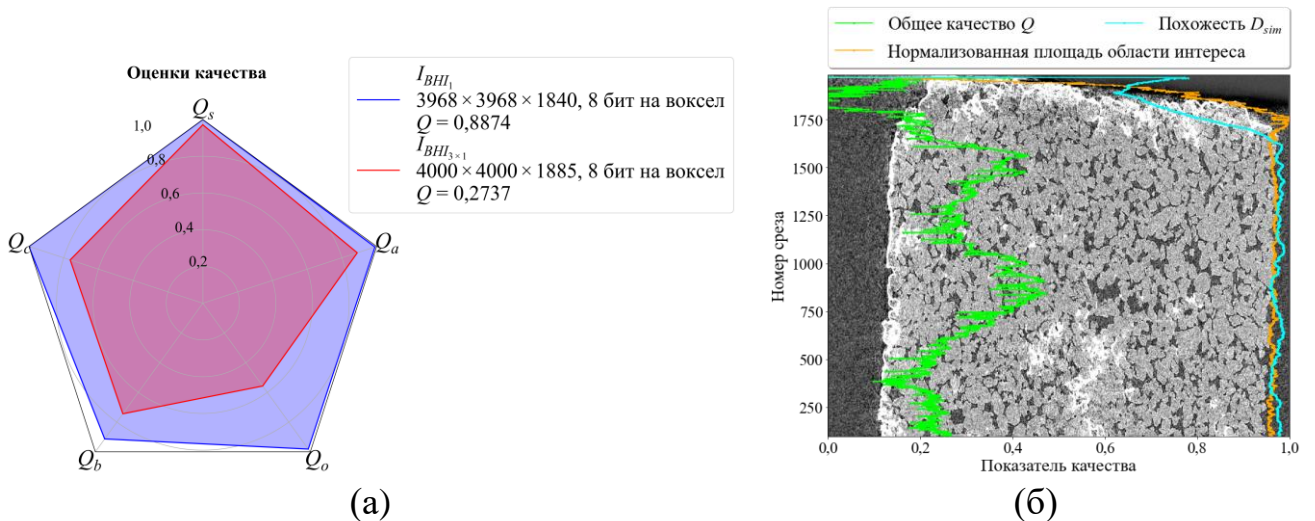 Оценки качества
Q_s
1,0
0,8
0,6
0,4
0,2
Q_c
Q_a
Q_b
Q_o
I_{BHI_1}
3968 × 3968 × 1840, 8 бит на воксел
Q = 0,8874
Ĩ_{BHI_{3×1}}
4000 × 4000 × 1885, 8 бит на воксел
Q = 0,2737
(а)
Общее качество Q
Похожесть D_{sim}
Нормализованная площадь области интереса
Номер среза
1750
1500
1250
1000
750
500
250
0,0 0,2 0,4 0,6 0,8 1,0
Показатель качества
(б)